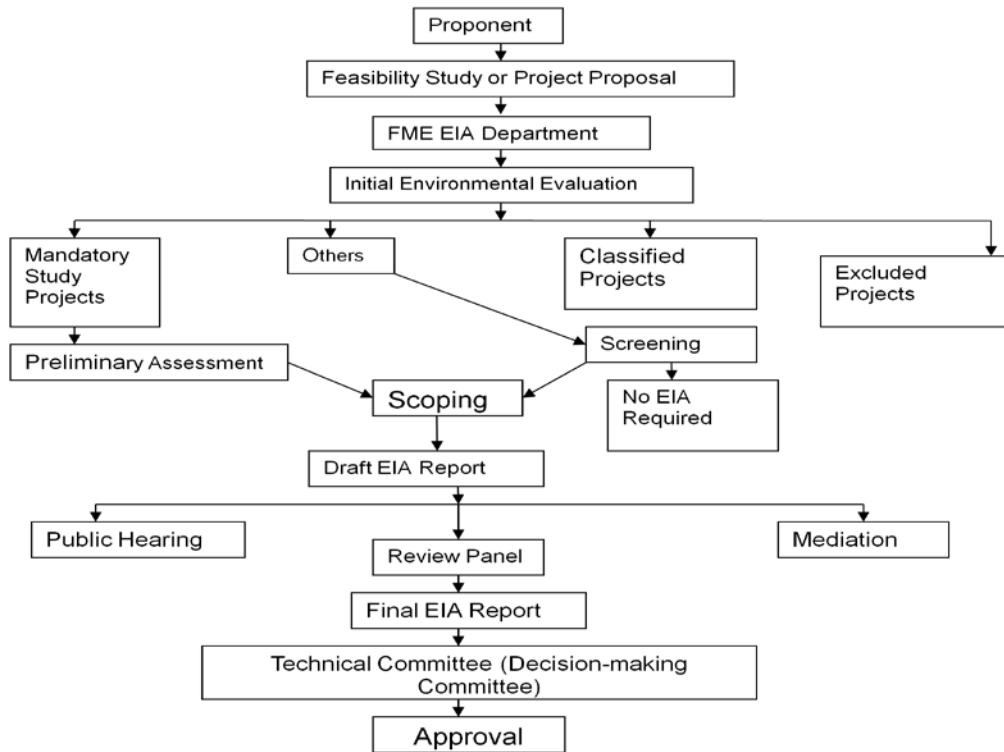 Proponent
Feasibility Study or Project Proposal
FME EIA Department
Initial Environmental Evaluation
Mandatory
Study
Projects
Others
Classified
Projects
Excluded
Projects
Preliminary Assessment
Screening
Scoping
No EIA
Required
Draft EIA Report
Public Hearing
Review Panel
Mediation
Final EIA Report
Technical Committee (Decision-making
Committee)
Approval